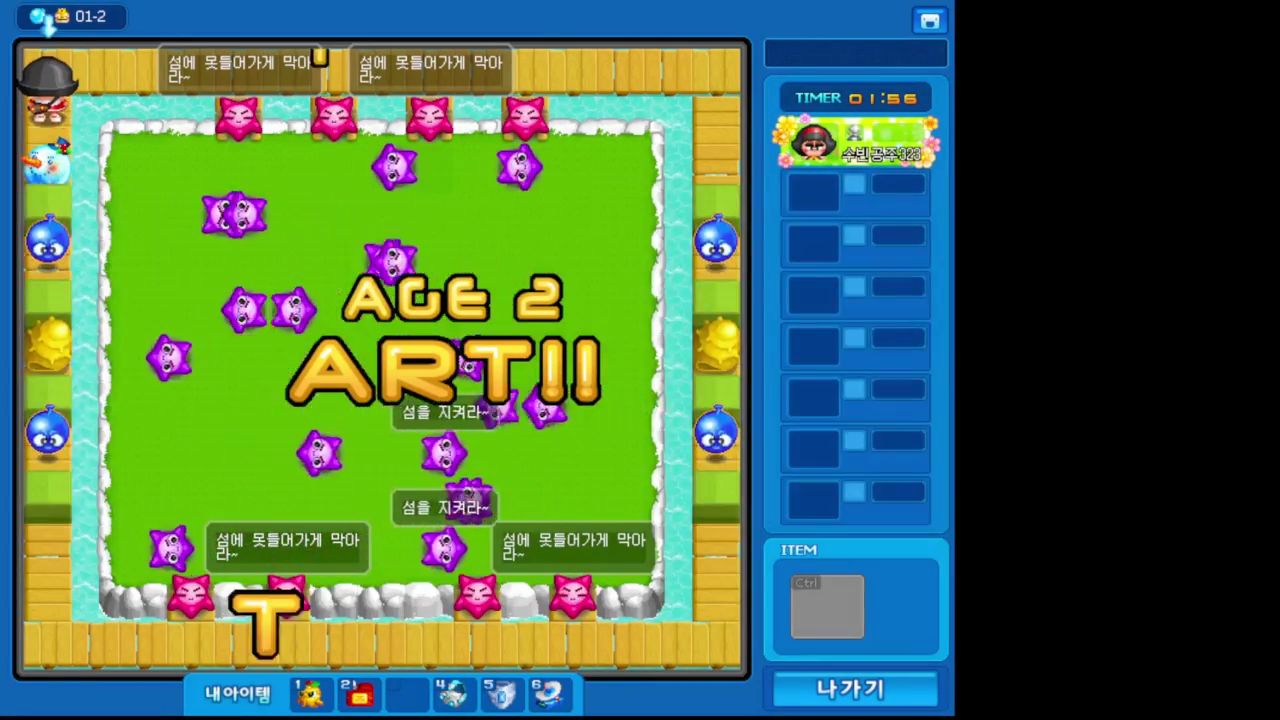 01-2
섬에 못들어가게 막아
라~
섬에 못들어가게 막아
라~
TIMER 01:56
수빈공주023
AGE 2
ART!!
섬을 지켜라~
섬을 지켜라~
섬에 못들어가게 막아
라~
섬에 못들어가게 막아
라~
T
ITEM
Ctrl
내아이템
1
2
4
5
6
나가기